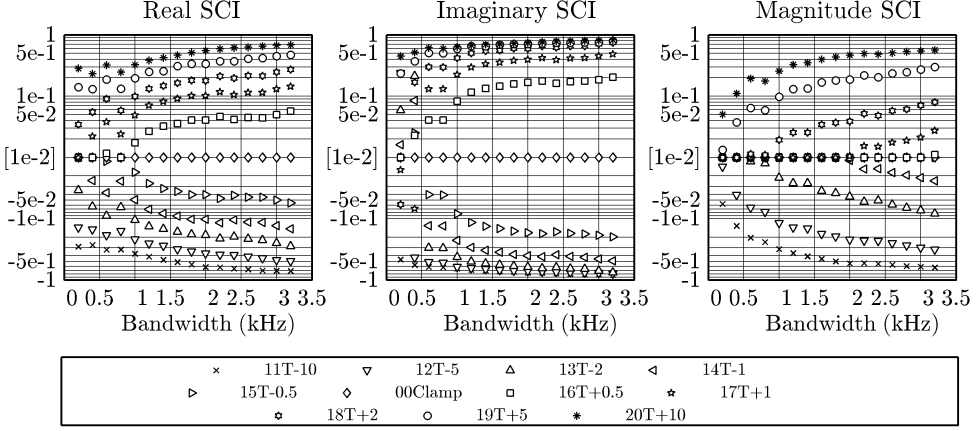 Real SCI Imaginary SCI Magnitude SCI
1 1 1
5e-1 5e-1 5e-1
1e-1 1e-1 1e-1
5e-2 5e-2 5e-2
[1e-2] [1e-2] [1e-2]
-5e-2 -5e-2 -5e-2
-1e-1 -1e-1 -1e-1
-5e-1 -5e-1 -5e-1
-1 -1 -1
0 0.5 1 1.5 2 2.5 3 3.5 0 0.5 1 1.5 2 2.5 3 3.5 0 0.5 1 1.5 2 2.5 3 3.5
Bandwidth (kHz) Bandwidth (kHz) Bandwidth (kHz)
11T-10 12T-5 13T-2 14T-1
15T-0.5 00Clamp 16T+0.5 17T+1
18T+2 19T+5 20T+10